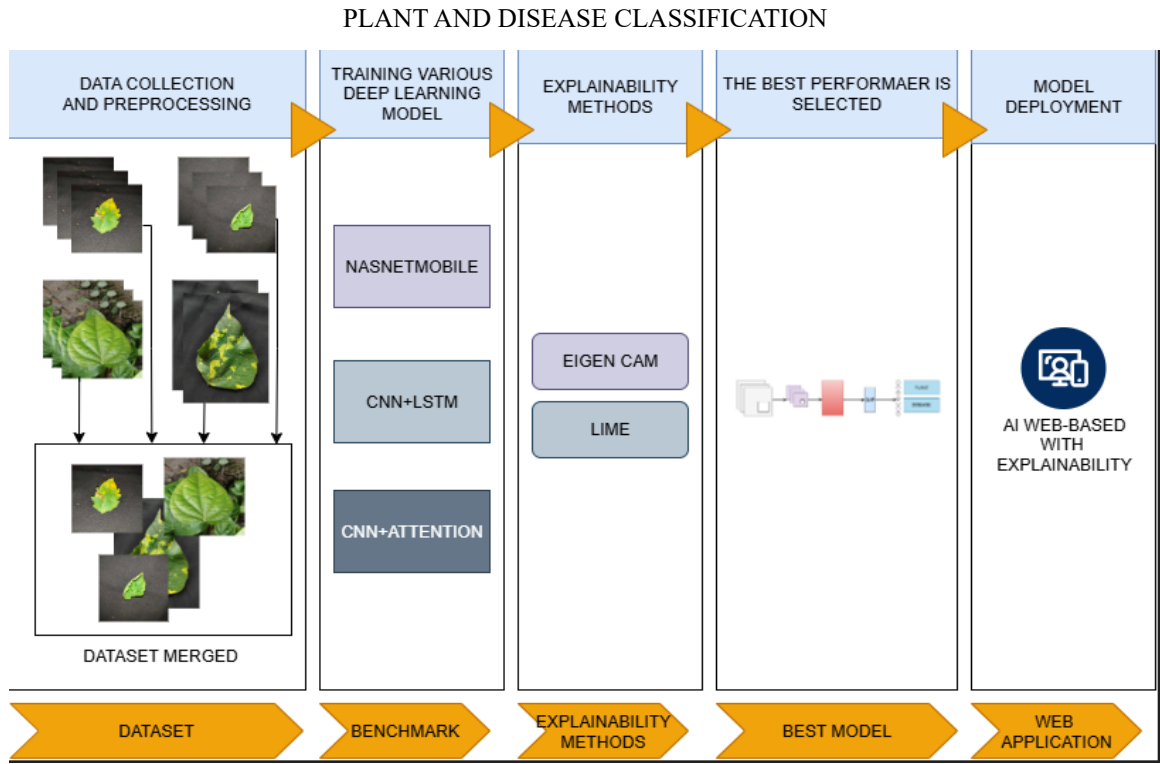 PLANT AND DISEASE CLASSIFICATION
DATA COLLECTION
AND PREPROCESSING
TRAINING VARIOUS
DEEP LEARNING
MODEL
EXPLAINABILITY
METHODS
THE BEST PERFORMAER IS
SELECTED
MODEL
DEPLOYMENT
NASNETMOBILE
CNN+LSTM
CNN+ATTENTION
EIGEN CAM
LIME
AI WEB-BASED
WITH
EXPLAINABILITY
DATASET MERGED
DATASET
BENCHMARK
EXPLAINABILITY
METHODS
BEST MODEL
WEB
APPLICATION